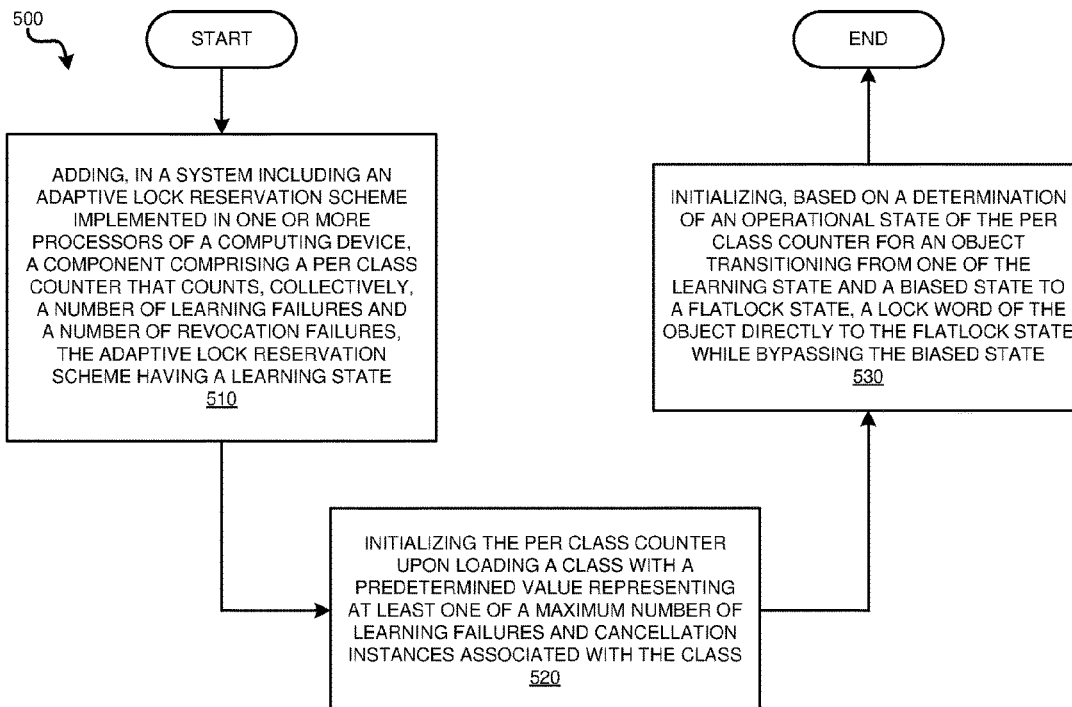 500
START
ADDING, IN A SYSTEM INCLUDING AN
ADAPTIVE LOCK RESERVATION SCHEME
IMPLEMENTED IN ONE OR MORE
PROCESSORS OF A COMPUTING DEVICE,
A COMPONENT COMPRISING A PER CLASS
COUNTER THAT COUNTS, COLLECTIVELY,
A NUMBER OF LEARNING FAILURES AND
A NUMBER OF REVOCATION FAILURES,
THE ADAPTIVE LOCK RESERVATION
SCHEME HAVING A LEARNING STATE
510
INITIALIZING THE PER CLASS COUNTER
UPON LOADING A CLASS WITH A
PREDETERMINED VALUE REPRESENTING
AT LEAST ONE OF A MAXIMUM NUMBER OF
LEARNING FAILURES AND CANCELLATION
INSTANCES ASSOCIATED WITH THE CLASS
520
INITIALIZING, BASED ON A DETERMINATION
OF AN OPERATIONAL STATE OF THE PER
CLASS COUNTER FOR AN OBJECT
TRANSITIONING FROM ONE OF THE
LEARNING STATE AND A BIASED STATE TO
A FLATLOCK STATE, A LOCK WORD OF THE
OBJECT DIRECTLY TO THE FLATLOCK STATE
WHILE BYPASSING THE BIASED STATE
530
END